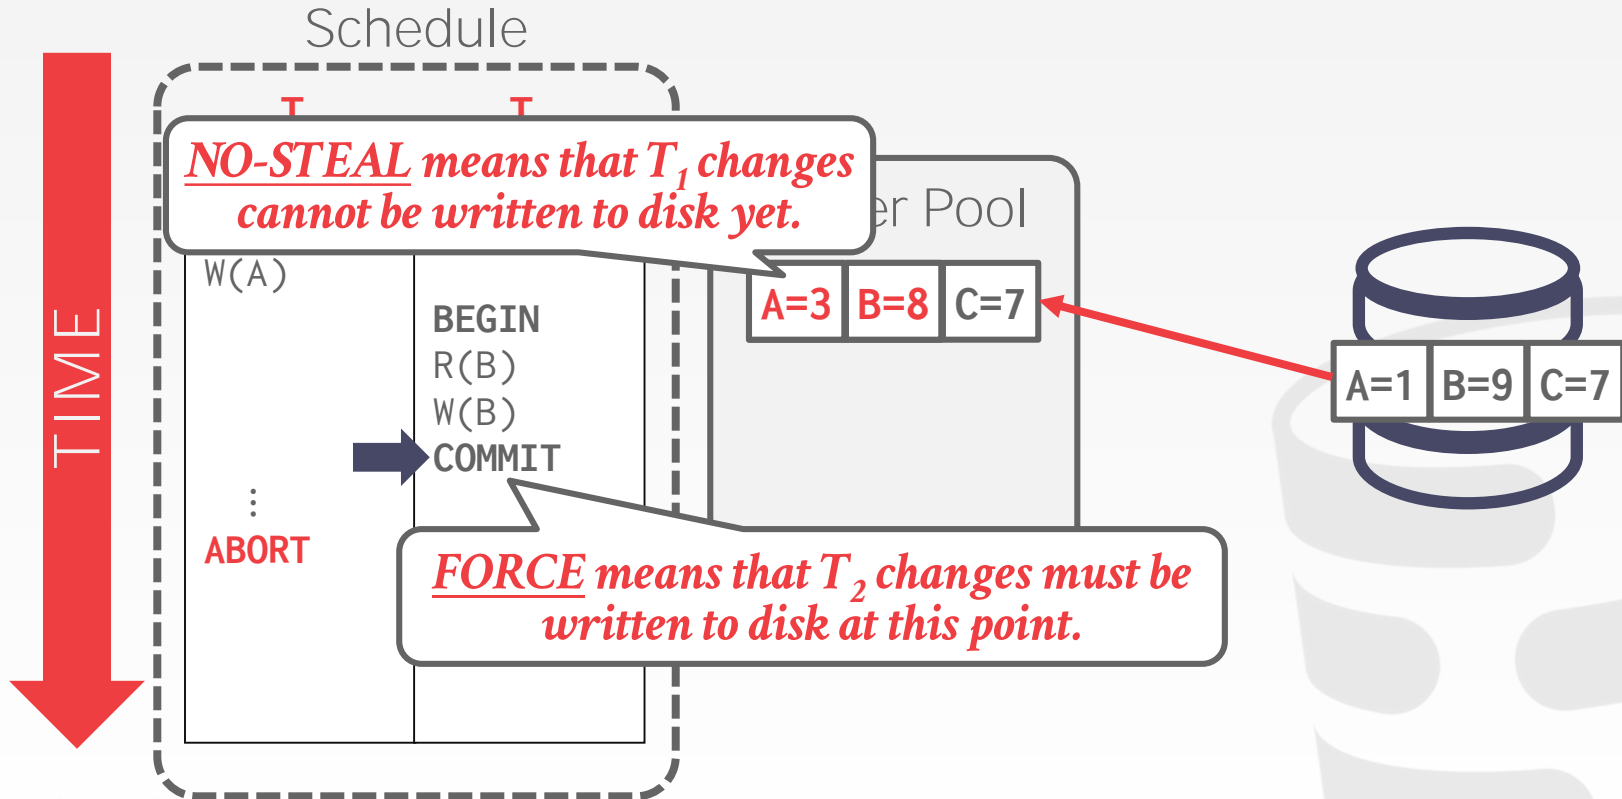 Schedule
T T
NO-STEAL means that T1 changes
cannot be written to disk yet.
er Pool
W(A)
A=3 B=8 C=7
BEGIN
R(B)
W(B)
COMMIT
⋮
ABORT
TIME
A=1 B=9 C=7
FORCE means that T2 changes must be
written to disk at this point.